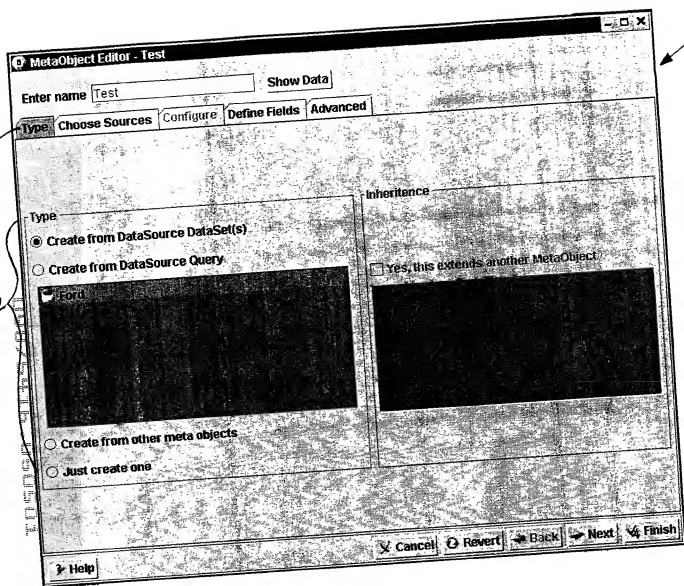 MetaObject Editor - Test
Enter name Test Show Data
Type Choose Sources Configure Define Fields Advanced
Type
Inheritence
Create from DataSource DataSet(s)
Create from DataSource Query
Ford
Yes, this extends another MetaObject
Create from other meta objects
Just create one
Help Cancel Revert Back Next Finish